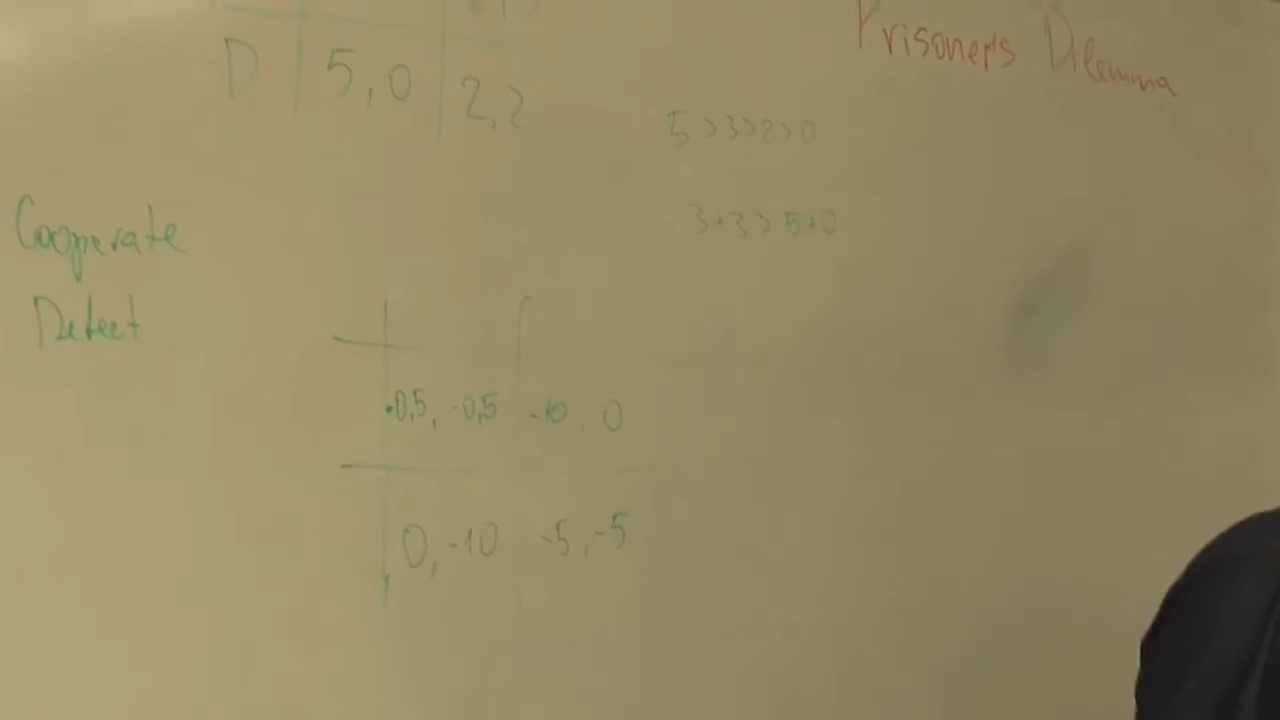 Prisoner's Dilemma
D 5,0 2,2
5>3>2>0
3+3>5+0
Cooperate
Defect
-0,5, -0,5 -10, 0
0, -10 -5, -5